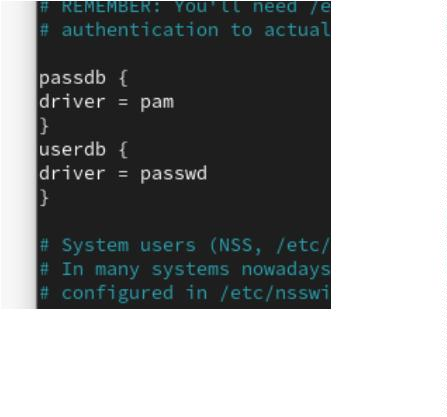 # REMEMBER: You'll need /e
# authentication to actual
passdb {
driver = pam
}
userdb {
driver = passwd
}
# System users (NSS, /etc/
# In many systems nowadays
# configured in /etc/nsswi